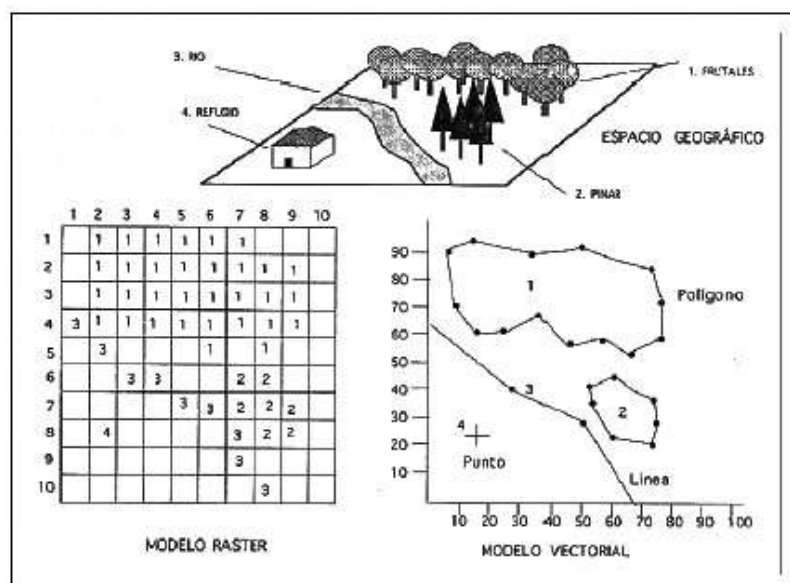 3. RIO
1. FRUTALES
4. REFUGIO
ESPACIO GEOGRÁFICO
2. PINAR
1 2 3 4 5 6 7 8 9 10
1 1 1 1 1 1 1
2 1 1 1 1 1 1 1 1
3 1 1 1 1 1 1 1 1
4 3 1 1 1 1 1 1 1 1
5 3 1 1
6 3 3 2 2
7 3 3 2 2 2
8 4 3 2 2
9 3
10 3
MODELO RASTER
90
80
70
60
50
40
30
20
10
1
Polígono
3
2
4
Punto
Línea
10 20 30 40 50 60 70 80 100
MODELO VECTORIAL